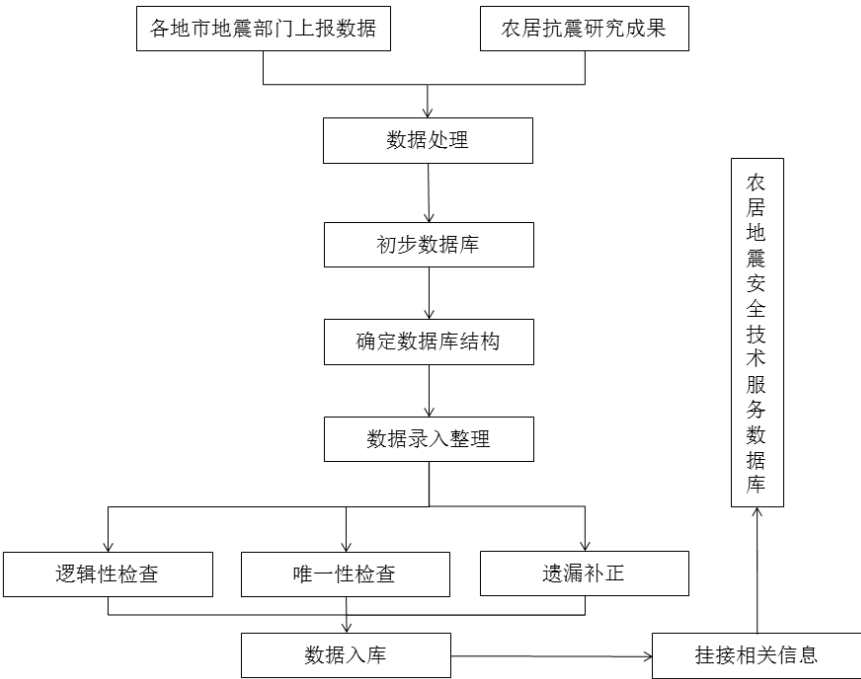 各地市地震部门上报数据
农居抗震研究成果
数据处理
初步数据库
确定数据库结构
数据录入整理
逻辑性检查
唯一性检查
遗漏补正
数据入库
挂接相关信息
农居地震安全技术服务数据库